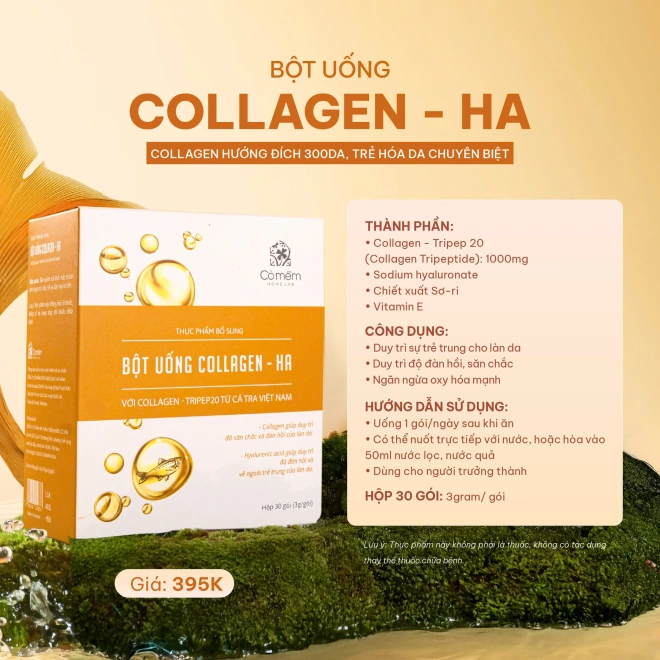 BỘT UỐNG
COLLAGEN - HA
COLLAGEN HƯỚNG ĐÍCH 300DA, TRẺ HÓA DA CHUYÊN BIỆT
Cỏ mềm
HOME LAB
THỰC PHẨM BỔ SUNG
BỘT UỐNG COLLAGEN - HA
VỚI COLLAGEN - TRIPEP20 TỪ CÁ TRA VIỆT NAM
- Collagen giúp duy trì
độ săn chắc và đàn hồi của làn da.
- Hyaluronic acid giúp duy trì
độ đàn hồi và
vẻ ngoài trẻ trung của làn da.
Hộp 30 gói (3g/gói)
THÀNH PHẦN:
• Collagen - Tripep 20
(Collagen Tripeptide): 1000mg
• Sodium hyaluronate
• Chiết xuất Sơ-ri
• Vitamin E
CÔNG DỤNG:
• Duy trì sự trẻ trung cho làn da
• Duy trì độ đàn hồi, săn chắc
• Ngăn ngừa oxy hóa mạnh
HƯỚNG DẪN SỬ DỤNG:
• Uống 1 gói/ngày sau khi ăn
• Có thể nuốt trực tiếp với nước, hoặc hòa vào
50ml nước lọc, nước quả
• Dùng cho người trưởng thành
HỘP 30 GÓI: 3gram/ gói
Lưu ý: Thực phẩm này không phải là thuốc, không có tác dụng
thay thế thuốc chữa bệnh.
Giá: 395K